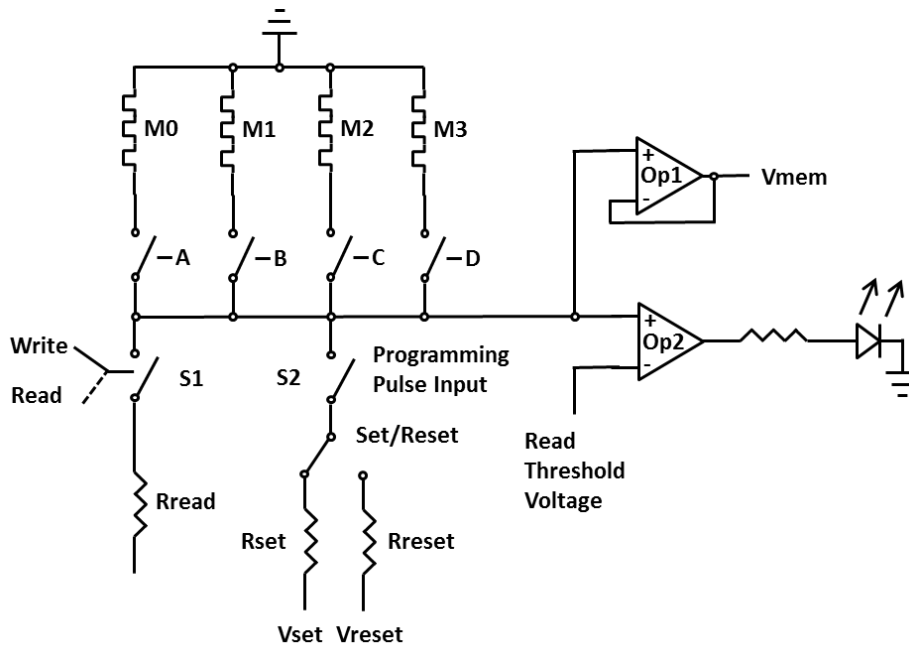 M0
M1
M2
M3
+
Op1
-
Vmem
–A
–B
–C
–D
+
Op2
-
Write
Read
S1
S2
Programming
Pulse Input
Set/Reset
Read
Threshold
Voltage
Rread
Rset
Rreset
Vset
Vreset